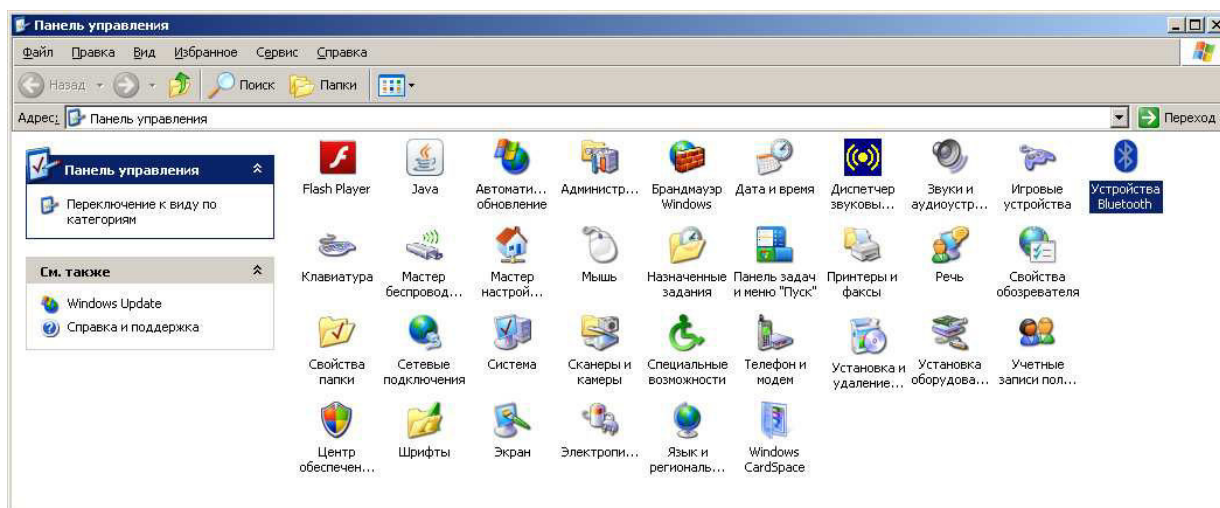 Панель управления
Файл Правка Вид Избранное Сервис Справка
Назад Поиск Папки
Адрес: Панель управления Переход
Панель управления
Переключение к виду по
категориям
См. также
Windows Update
Справка и поддержка
Flash Player
Java
Автомати...
обновление
Администр...
Брандмауэр
Windows
Дата и время
Диспетчер
звуковы...
Звуки и
аудиоустр...
Игровые
устройства
Устройства
Bluetooth
Клавиатура
Мастер
беспровод...
Мастер
настрой...
Мышь
Назначенные
задания
Панель задач
и меню "Пуск"
Принтеры и
факсы
Речь
Свойства
обозревателя
Свойства
папки
Сетевые
подключения
Система
Сканеры и
камеры
Специальные
возможности
Телефон и
модем
Установка и
удаление...
Установка
оборудова...
Учетные
записи пол...
Центр
обеспечен...
Шрифты
Экран
Электропи...
Язык и
региональ...
Windows
CardSpace